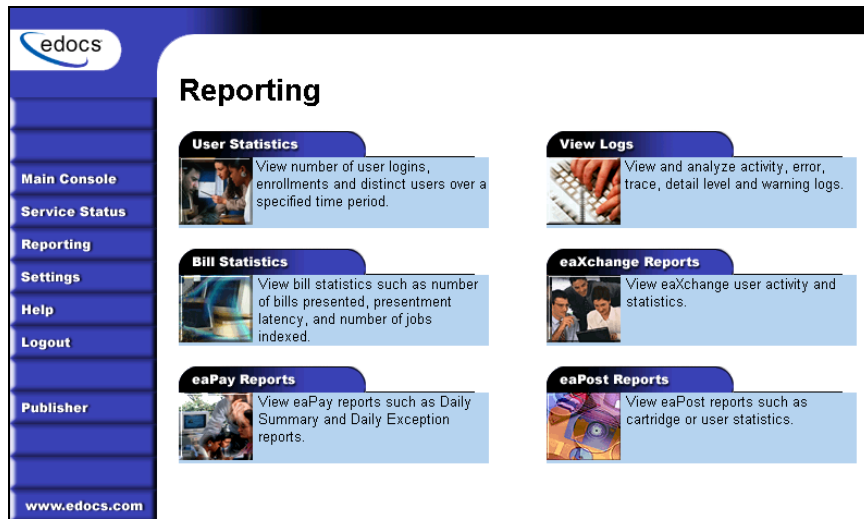 edocs
Reporting
Main Console
Service Status
Reporting
Settings
Help
Logout
Publisher
www.edocs.com
User Statistics
View number of user logins,
enrollments and distinct users over a
specified time period.
View Logs
View and analyze activity, error,
trace, detail level and warning logs.
Bill Statistics
View bill statistics such as number
of bills presented, presentment
latency, and number of jobs
indexed.
eaXchange Reports
View eaXchange user activity and
statistics.
eaPay Reports
View eaPay reports such as Daily
Summary and Daily Exception
reports.
eaPost Reports
View eaPost reports such as
cartridge or user statistics.